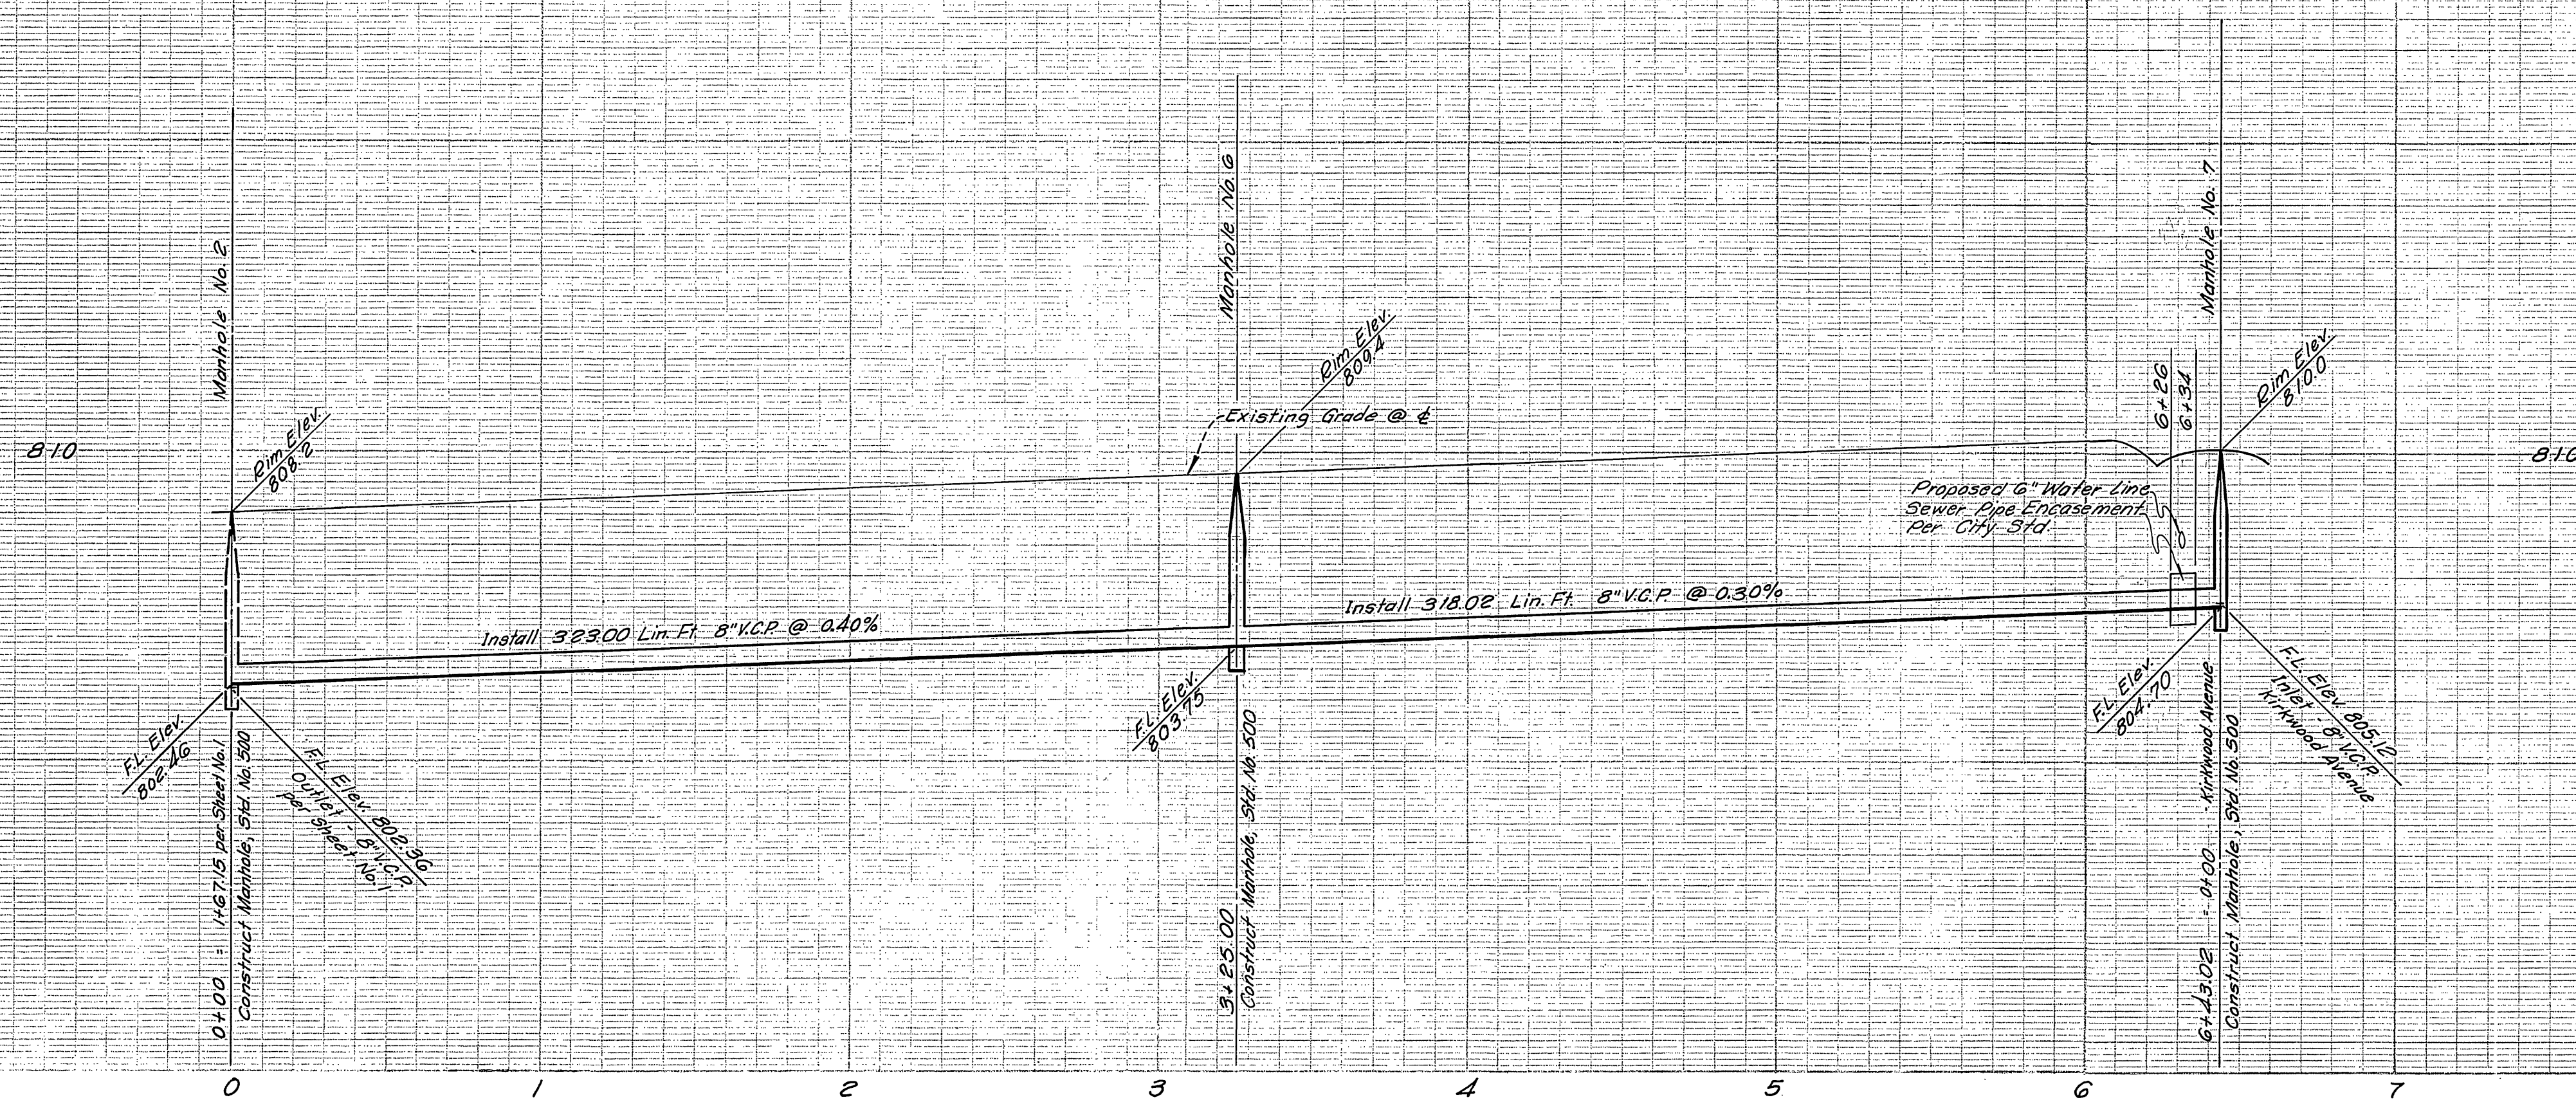 Manhole No. 2
Manhole No. 6
Manhole No. 7
810
Rim Elev.
808.2
Existing Grade @ ℄
Rim Elev.
809.4
6+26
6+34
Rim Elev.
810.0
810
Proposed 6" Water Line
Sewer Pipe Encasement
Per City Std.
Install 323.00 Lin. Ft. 8" V.C.P. @ 0.40%
Install 318.02 Lin. Ft. 8" V.C.P. @ 0.30%
F.L. Elev.
802.46
0+00 = 1+67.15 per Sheet No. 1
Construct Manhole, Std. No. 500
F.L. Elev. 802.36
Outlet - 8" V.C.P.
per Sheet No. 1
F.L. Elev.
803.75
3+25.00
Construct Manhole, Std. No. 500
F.L. Elev.
804.70
6+43.02 = 0+00 - Kirkwood Avenue
Construct Manhole, Std. No. 500
F.L. Elev. 805.12
Inlet - 8" V.C.P.
Kirkwood Avenue
0 1 2 3 4 5 6 7